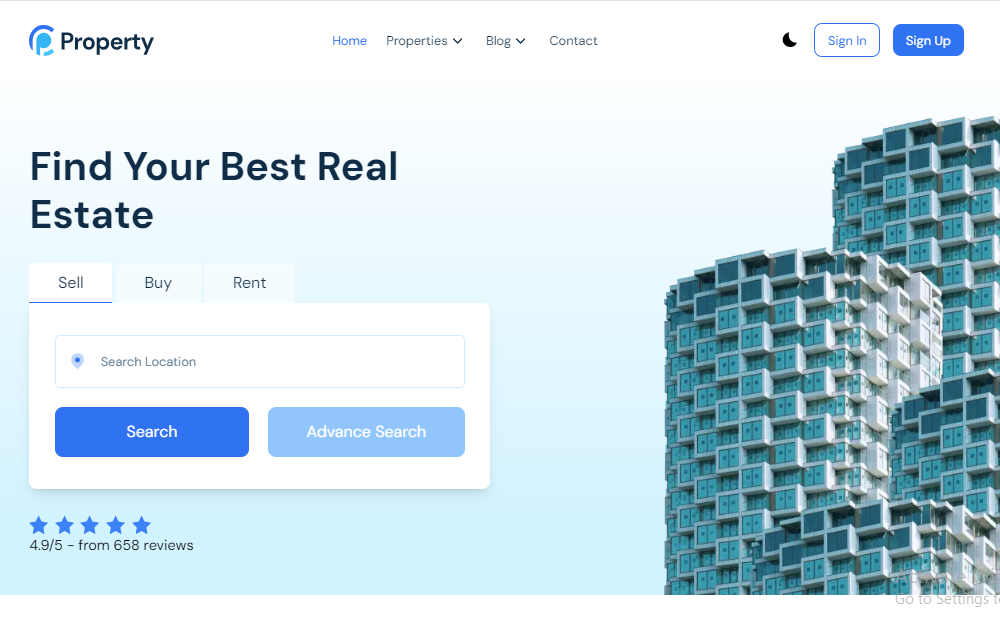 Property
Home Properties Blog Contact
Sign In Sign Up
Find Your Best Real
Estate
Sell Buy Rent
Search Location
Search Advance Search
4.9/5 - from 658 reviews
Go to Settings